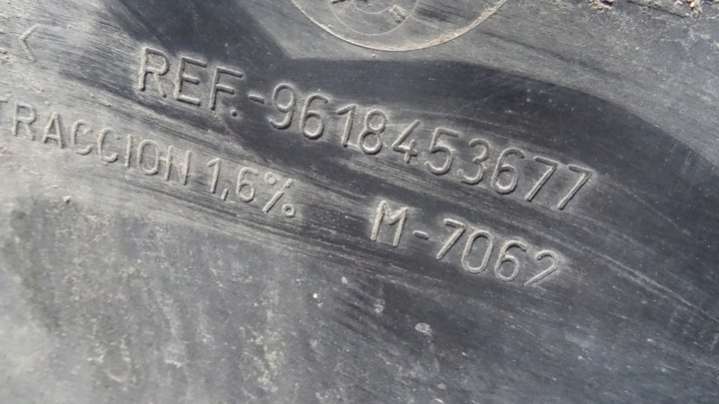 REF.-9618453677
TRACCION 1,6% M-7062